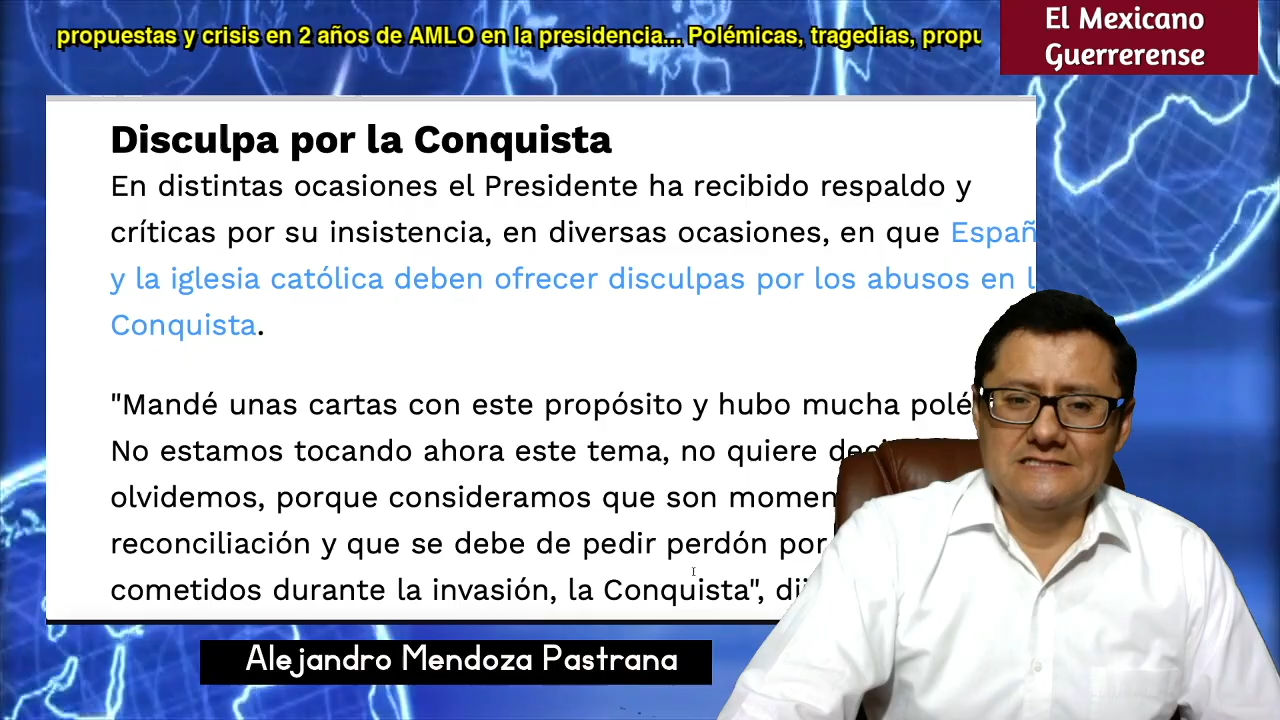 propuestas y crisis en 2 años de AMLO en la presidencia... Polémicas, tragedias, propu
El Mexicano
Guerrerense
Disculpa por la Conquista
En distintas ocasiones el Presidente ha recibido respaldo y
críticas por su insistencia, en diversas ocasiones, en que Españ
y la iglesia católica deben ofrecer disculpas por los abusos en l
Conquista.
"Mandé unas cartas con este propósito y hubo mucha polé
No estamos tocando ahora este tema, no quiere
olvidemos, porque consideramos que son momen
reconciliación y que se debe de pedir perdón por
cometidos durante la invasión, la Conquista",
Alejandro Mendoza Pastrana